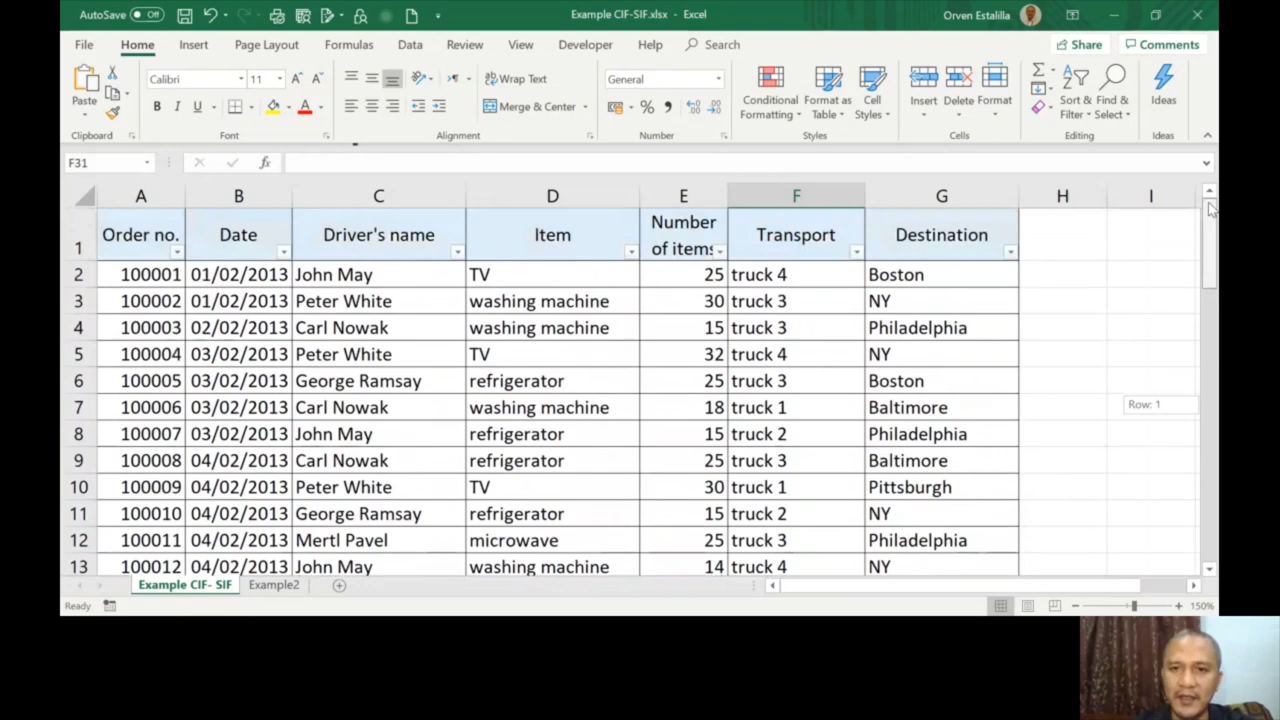 AutoSave Off Example CIF-SIF.xlsx - Excel Orven Estalilla
File Home Insert Page Layout Formulas Data Review View Developer Help Search Share Comments
Calibri 11 A A Wrap Text General
Paste B I U A Merge & Center % , Conditional Formatting Format as Table Cell Styles Insert Delete Format Sort & Filter Find & Select Ideas
Clipboard Font Alignment Number Styles Cells Editing Ideas
F31 fx
A B C D E F G H I
1 Order no. Date Driver's name Item Number of items Transport Destination
2 100001 01/02/2013 John May TV 25 truck 4 Boston
3 100002 01/02/2013 Peter White washing machine 30 truck 3 NY
4 100003 02/02/2013 Carl Nowak washing machine 15 truck 3 Philadelphia
5 100004 03/02/2013 Peter White TV 32 truck 4 NY
6 100005 03/02/2013 George Ramsay refrigerator 25 truck 3 Boston
7 100006 03/02/2013 Carl Nowak washing machine 18 truck 1 Baltimore
Row: 1
8 100007 03/02/2013 John May refrigerator 15 truck 2 Philadelphia
9 100008 04/02/2013 Carl Nowak refrigerator 25 truck 3 Baltimore
10 100009 04/02/2013 Peter White TV 30 truck 1 Pittsburgh
11 100010 04/02/2013 George Ramsay refrigerator 15 truck 2 NY
12 100011 04/02/2013 Mertl Pavel microwave 25 truck 3 Philadelphia
13 100012 04/02/2013 John May washing machine 14 truck 4 NY
Example CIF- SIF Example2
Ready 150%